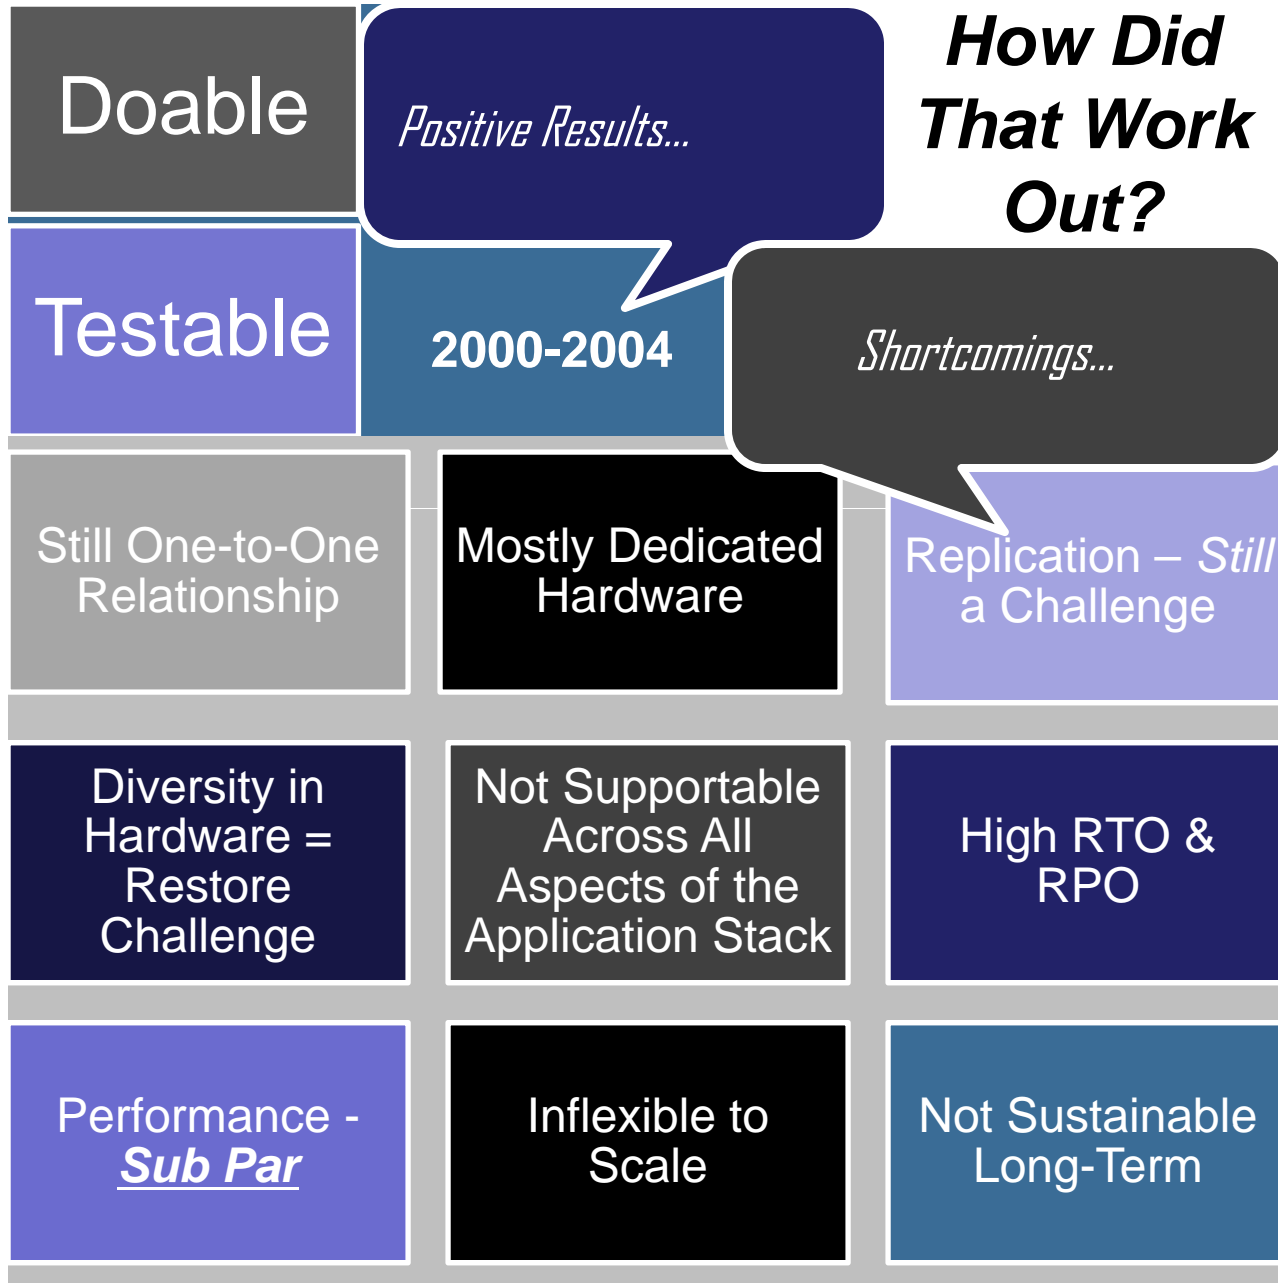 How Did
That Work
Out?
Doable
Positive Results...
Testable
2000-2004
Shortcomings...
Still One-to-One
Relationship
Mostly Dedicated
Hardware
Replication – Still
a Challenge
Diversity in
Hardware =
Restore
Challenge
Not Supportable
Across All
Aspects of the
Application Stack
High RTO &
RPO
Performance -
Sub Par
Inflexible to
Scale
Not Sustainable
Long-Term